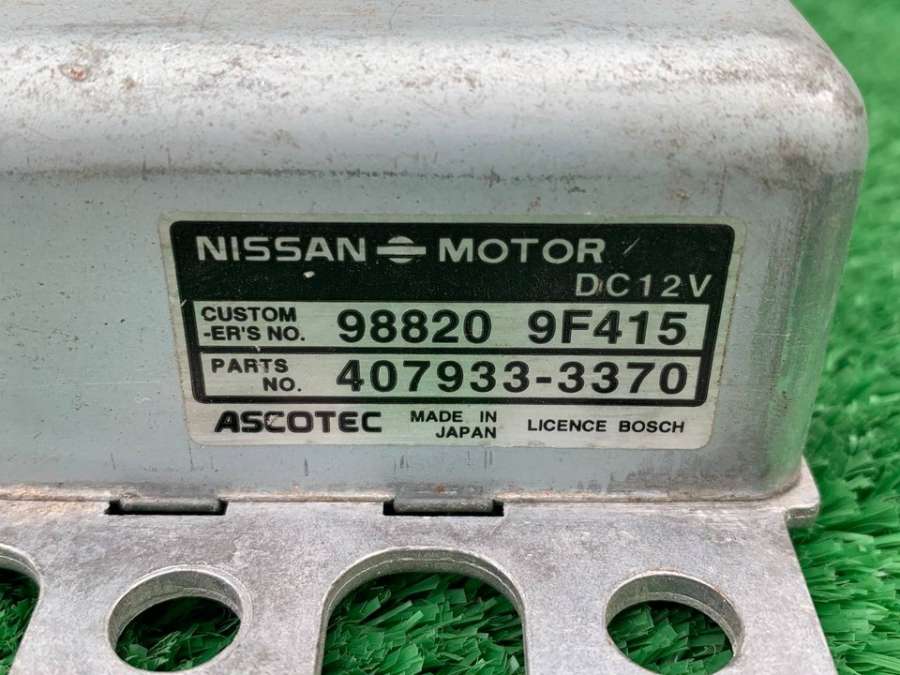 NISSAN MOTOR
DC12V
CUSTOM
-ER'S NO. 98820 9F415
PARTS
NO. 407933-3370
ASCOTEC MADE IN
JAPAN LICENCE BOSCH